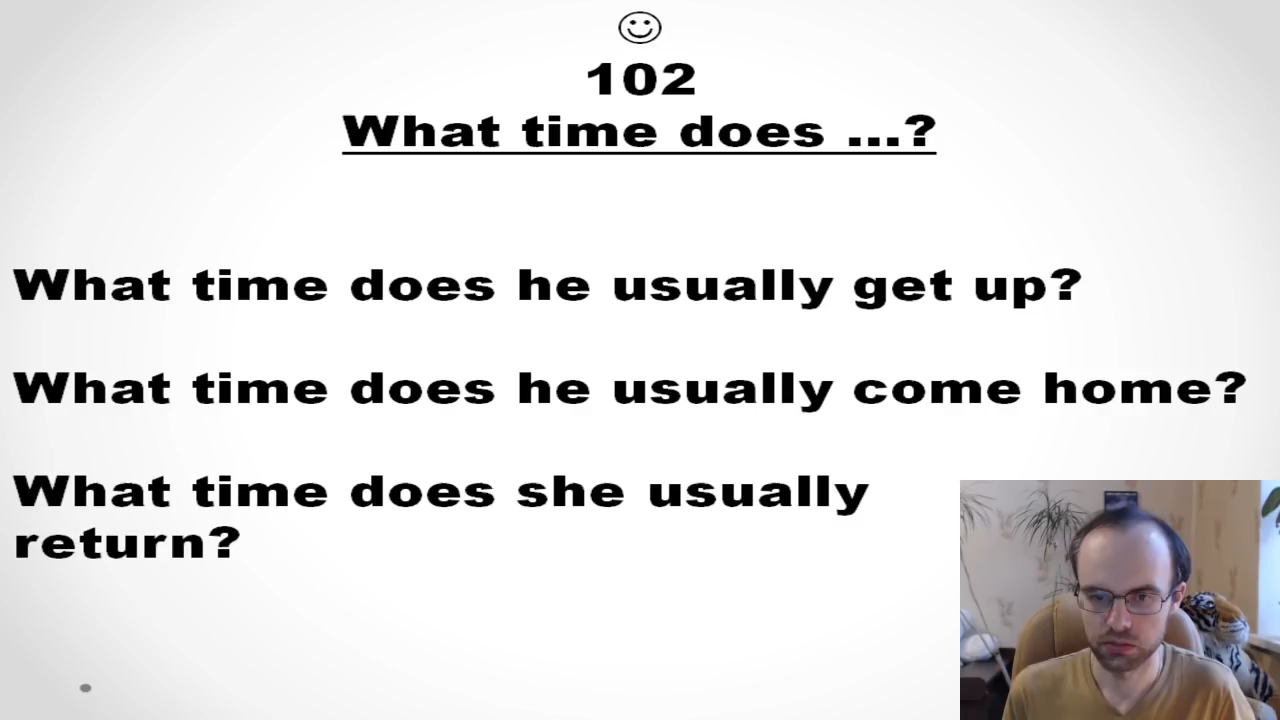 102
What time does ...?
What time does he usually get up?
What time does he usually come home?
What time does she usually
return?